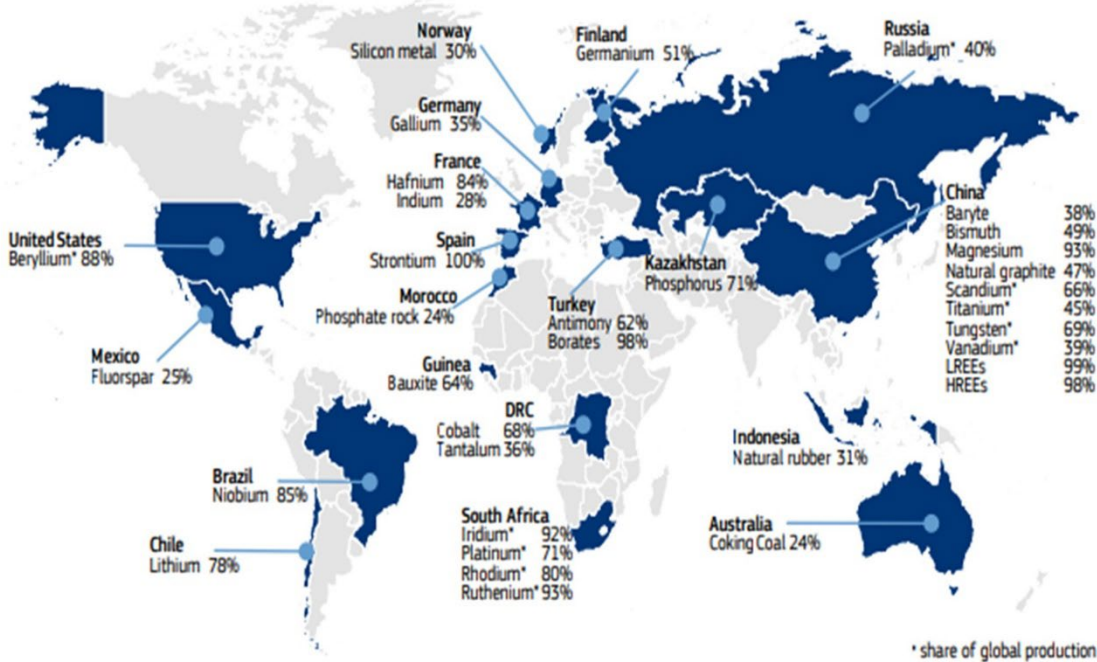 Norway
Silicon metal 30%
Finland
Germanium 51%
Russia
Palladium* 40%
Germany
Gallium 35%
France
Hafnium 84%
Indium 28%
Spain
Strontium 100%
Morocco
Phosphate rock 24%
United States
Beryllium* 88%
Mexico
Fluorspar 25%
Kazakhstan
Phosphorus 71%
Turkey
Antimony 62%
Borates 98%
China
Baryte 38%
Bismuth 49%
Magnesium 93%
Natural graphite 47%
Scandium* 66%
Titanium* 45%
Tungsten* 69%
Vanadium* 39%
LREEs 99%
HREEs 98%
Guinea
Bauxite 64%
DRC
Cobalt 68%
Tantalum 36%
Indonesia
Natural rubber 31%
Brazil
Niobium 85%
Chile
Lithium 78%
South Africa
Iridium* 92%
Platinum* 71%
Rhodium* 80%
Ruthenium* 93%
Australia
Coking Coal 24%
* share of global production